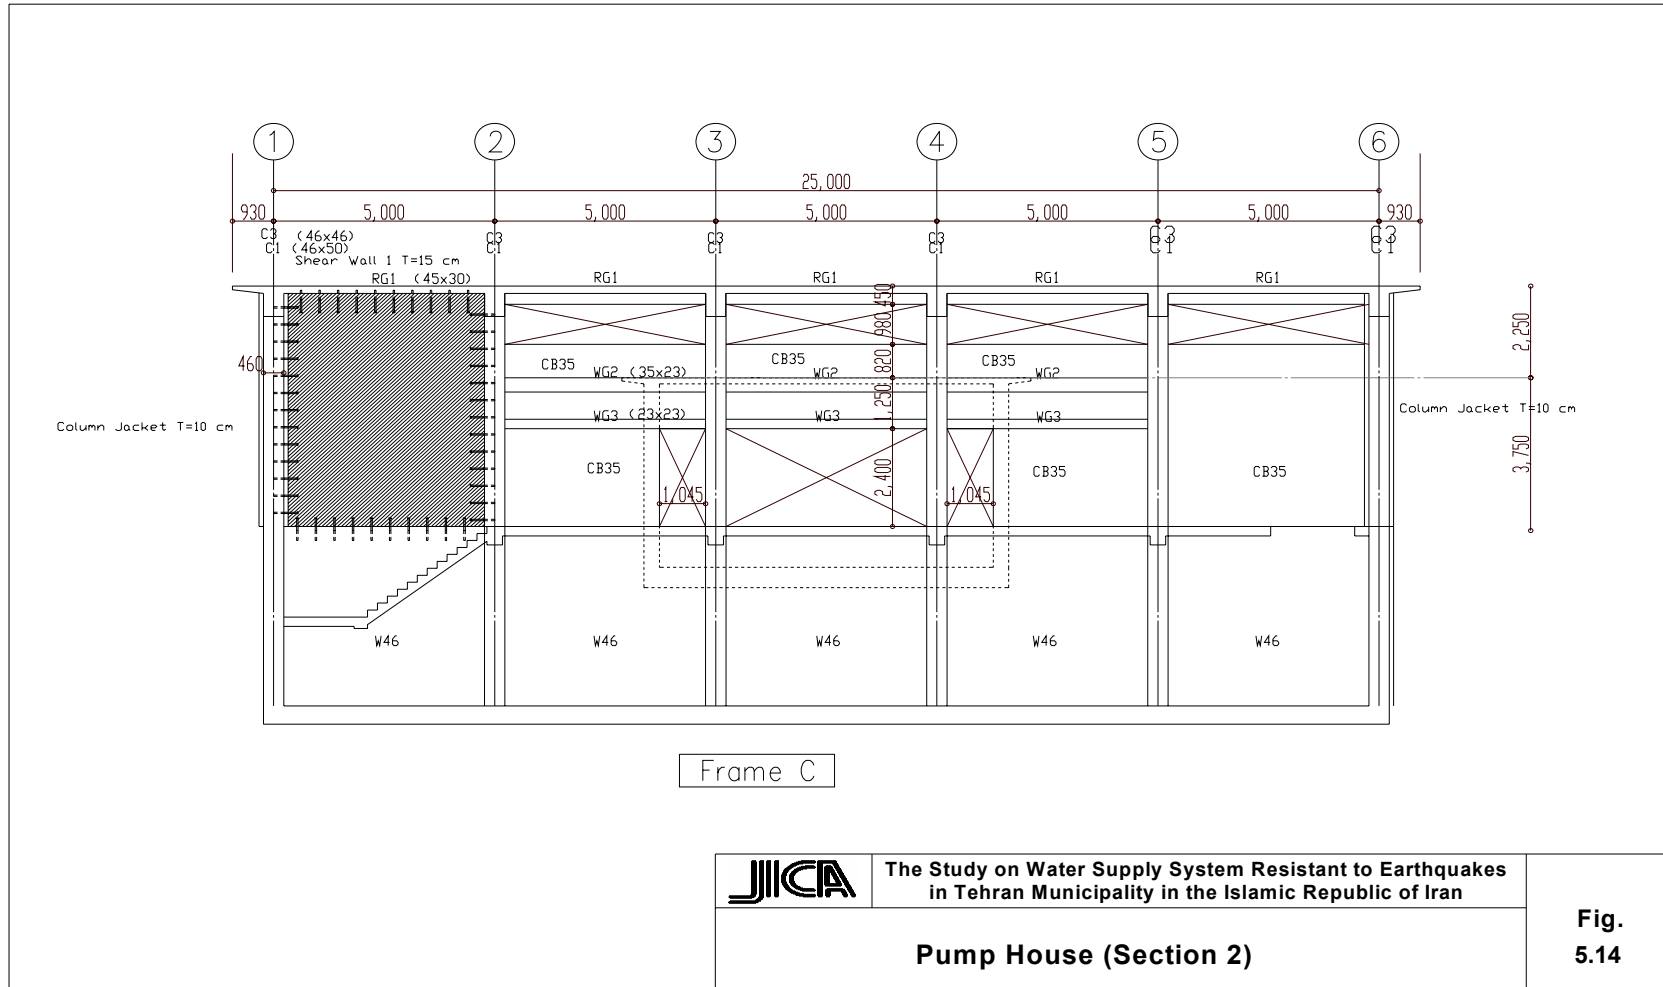 1 2 3 4 5 6
25,000
930 5,000 5,000 5,000 5,000 5,000 930
C3 (46x46) C3 C3 C3 C3 C3
C1 (46x50) C1 C1 C1 C1 C1
Shear Wall 1 T=15 cm
RG1 (45x30) RG1 RG1 RG1 RG1
450
980
2,250
820
460
CB35 CB35 CB35
WG2 (35x23) WG2 WG2
1,250
WG3 (23x23) WG3 WG3
Column Jacket T=10 cm
Column Jacket T=10 cm
3,750
CB35 CB35 CB35
2,400
1,045 1,045
W46 W46 W46 W46 W46
Frame C
JICA
The Study on Water Supply System Resistant to Earthquakes
in Tehran Municipality in the Islamic Republic of Iran
Pump House (Section 2)
Fig.
5.14